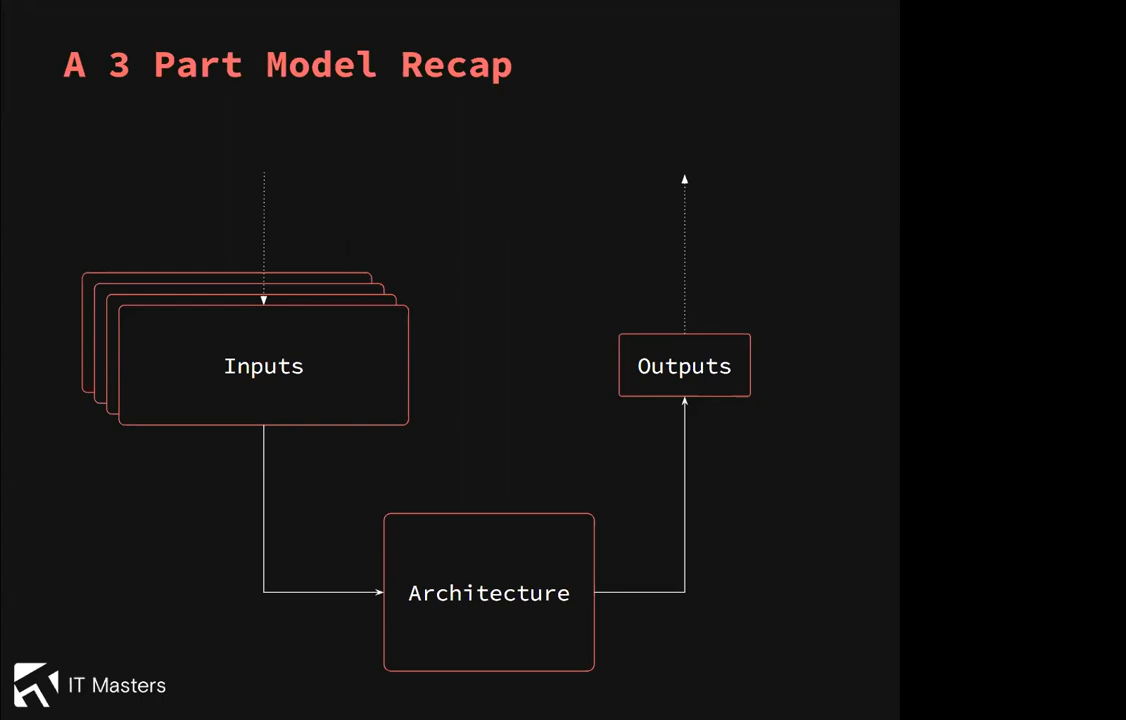 A 3 Part Model Recap
Inputs
Outputs
Architecture
IT Masters